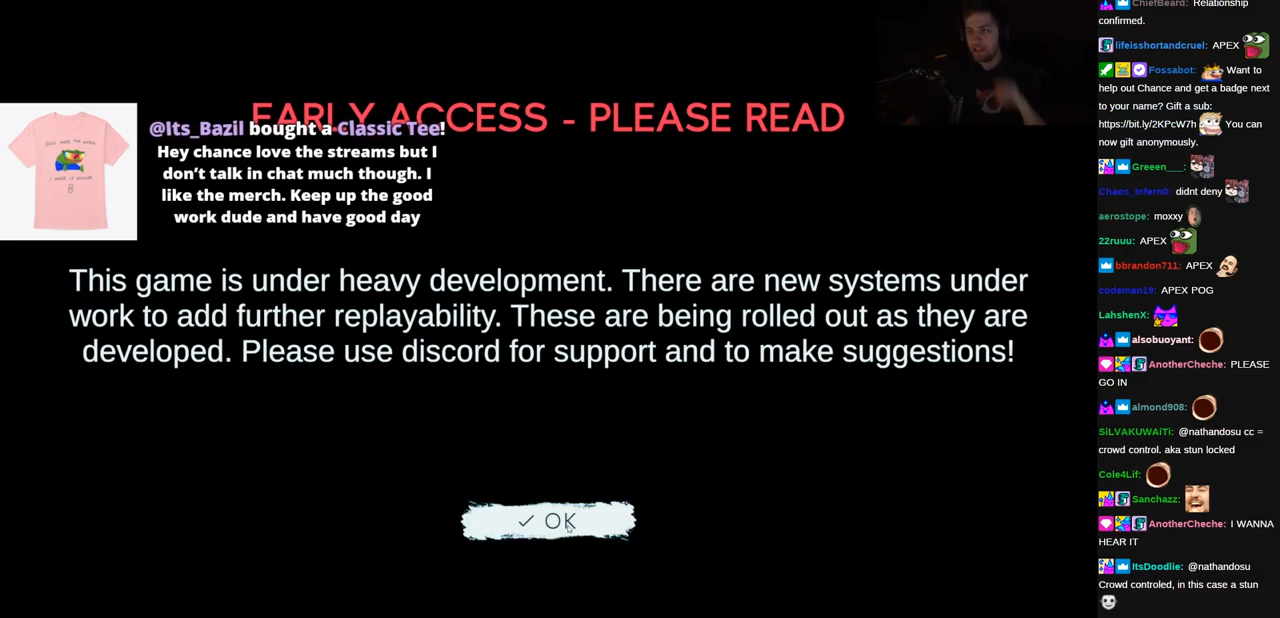 EARLY ACCESS - PLEASE READ
@Its_Bazil bought a Classic Tee!
Hey chance love the streams but I
don't talk in chat much though. I
like the merch. Keep up the good
work dude and have good day
This game is under heavy development. There are new systems under
work to add further replayability. These are being rolled out as they are
developed. Please use discord for support and to make suggestions!
✓ OK
ChiefBeard: Relationship
confirmed.
lifeisshortandcruel: APEX
Fossabot: Want to
help out Chance and get a badge next
to your name? Gift a sub:
https://bit.ly/2KPcW7h You can
now gift anonymously.
Greeen___:
Chaos_Infern0: didnt deny
aerostope: moxxy
22ruuu: APEX
bbrandon711: APEX
codeman19: APEX POG
LahshenX:
alsobuoyant:
AnotherCheche: PLEASE
GO IN
almond908:
SiLVAKUWAiTi: @nathandosu cc =
crowd control. aka stun locked
Cole4Lif:
Sanchazz:
AnotherCheche: I WANNA
HEAR IT
ItsDoodlie: @nathandosu
Crowd controled, in this case a stun